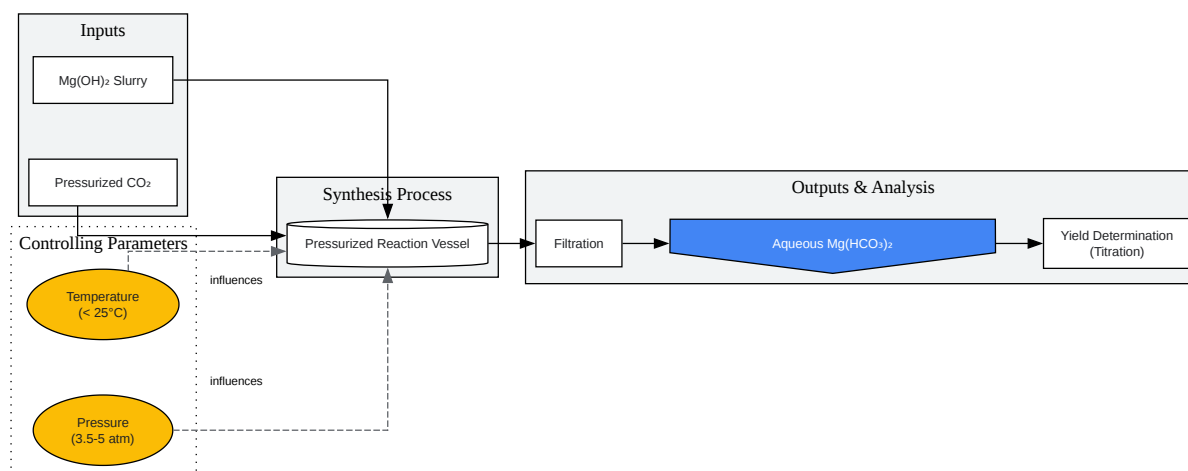 Inputs
Mg(OH)₂ Slurry
Pressurized CO₂
Controlling Parameters
Temperature
(< 25°C)
Pressure
(3.5-5 atm)
influences
influences
Synthesis Process
Pressurized Reaction Vessel
Outputs & Analysis
Filtration
Aqueous Mg(HCO₃)₂
Yield Determination
(Titration)